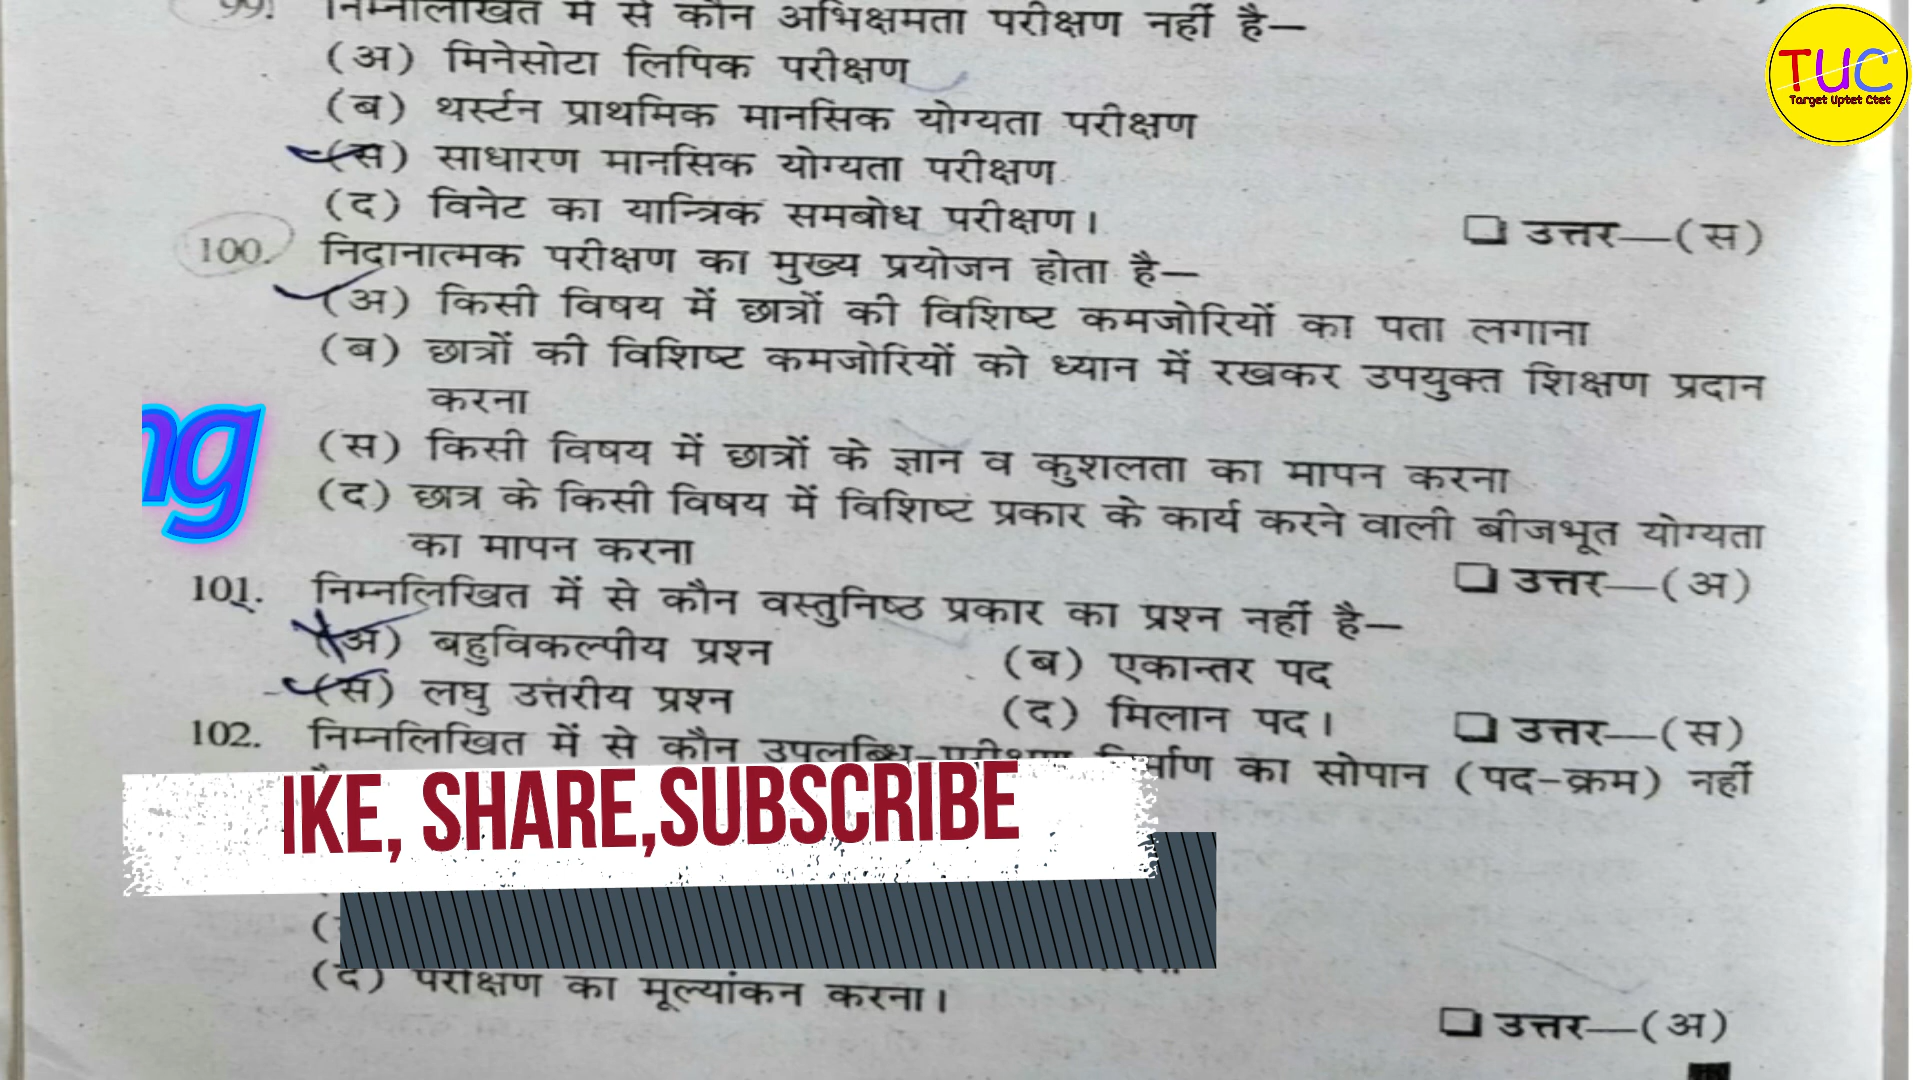 99. निम्नलिखित में से कौन अभिक्षमता परीक्षण नहीं है—
(अ) मिनेसोटा लिपिक परीक्षण
(ब) थर्स्टन प्राथमिक मानसिक योग्यता परीक्षण
(स) साधारण मानसिक योग्यता परीक्षण
(द) विनेट का यान्त्रिक समबोध परीक्षण।
❑ उत्तर—(स)
100. निदानात्मक परीक्षण का मुख्य प्रयोजन होता है—
(अ) किसी विषय में छात्रों की विशिष्ट कमजोरियों का पता लगाना
(ब) छात्रों की विशिष्ट कमजोरियों को ध्यान में रखकर उपयुक्त शिक्षण प्रदान
करना
(स) किसी विषय में छात्रों के ज्ञान व कुशलता का मापन करना
(द) छात्र के किसी विषय में विशिष्ट प्रकार के कार्य करने वाली बीजभूत योग्यता
का मापन करना
❑ उत्तर—(अ)
101. निम्नलिखित में से कौन वस्तुनिष्ठ प्रकार का प्रश्न नहीं है—
(अ) बहुविकल्पीय प्रश्न (ब) एकान्तर पद
(स) लघु उत्तरीय प्रश्न (द) मिलान पद। ❑ उत्तर—(स)
102. निम्नलिखित में से कौन उपलब्धि-परीक्षण निर्माण का सोपान (पद-क्रम) नहीं
(द) परीक्षण का मूल्यांकन करना।
❑ उत्तर—(अ)
TUC
Target Uptet Ctet
ng
IKE, SHARE,SUBSCRIBE